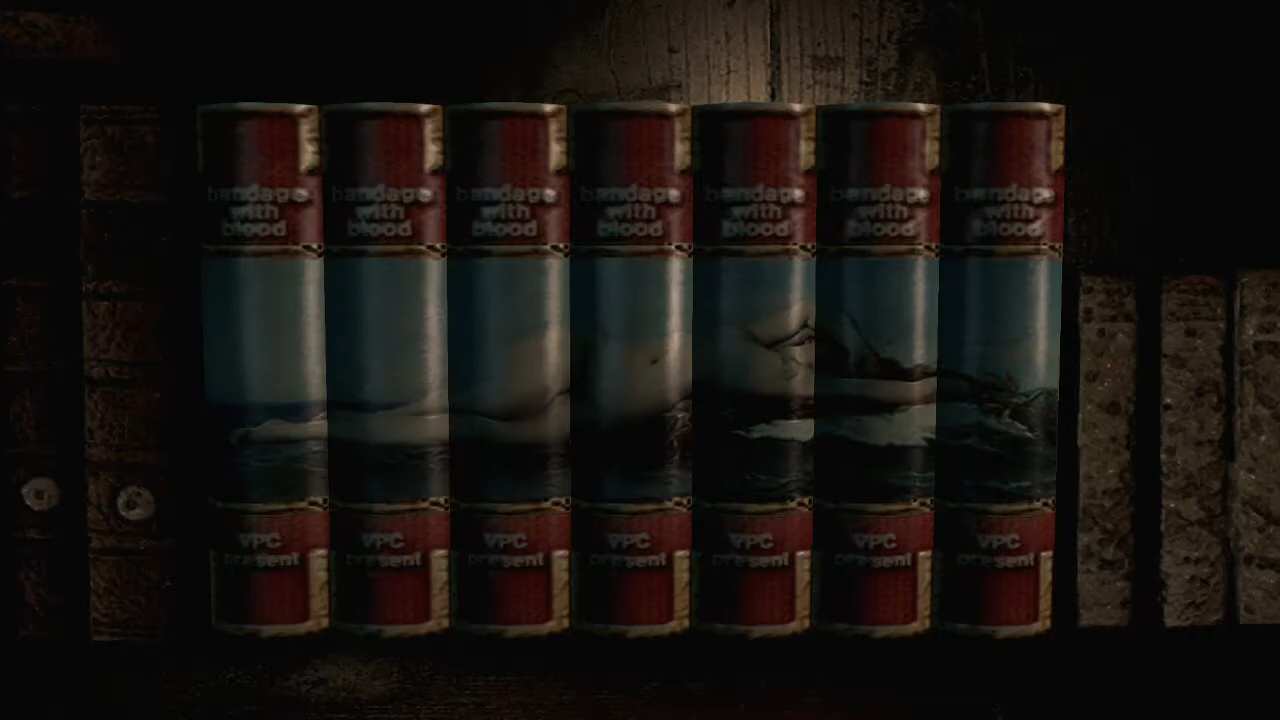 bandage bandage bandage bandage bandage bandage bandage
with with with with with with with
blood blood blood blood blood blood blood
VPC VPC VPC VPC VPC VPC VPC
present present present present present present present